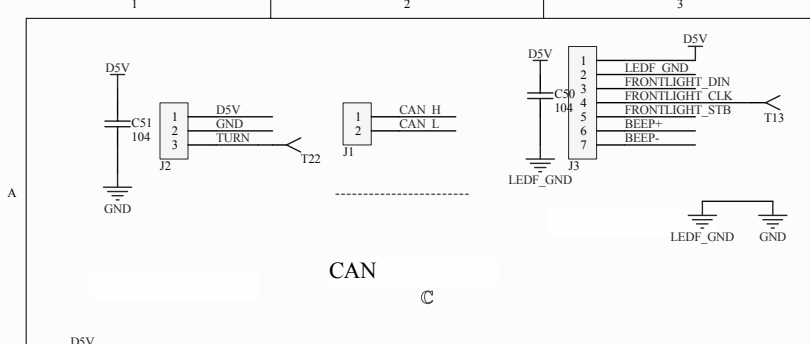 1 2 3
A
D5V
C51
104
1 D5V
2 GND
3 TURN
J2
T22
GND
1 CAN_H
2 CAN_L
J1
D5V
C50
104
LEDF_GND
D5V
1
2 LEDF_GND
3 FRONTLIGHT_DIN
4 FRONTLIGHT_CLK
5 FRONTLIGHT_STB
6 BEEP+
7 BEEP-
J3
T13
LEDF_GND GND
CAN
ℂ
D5V